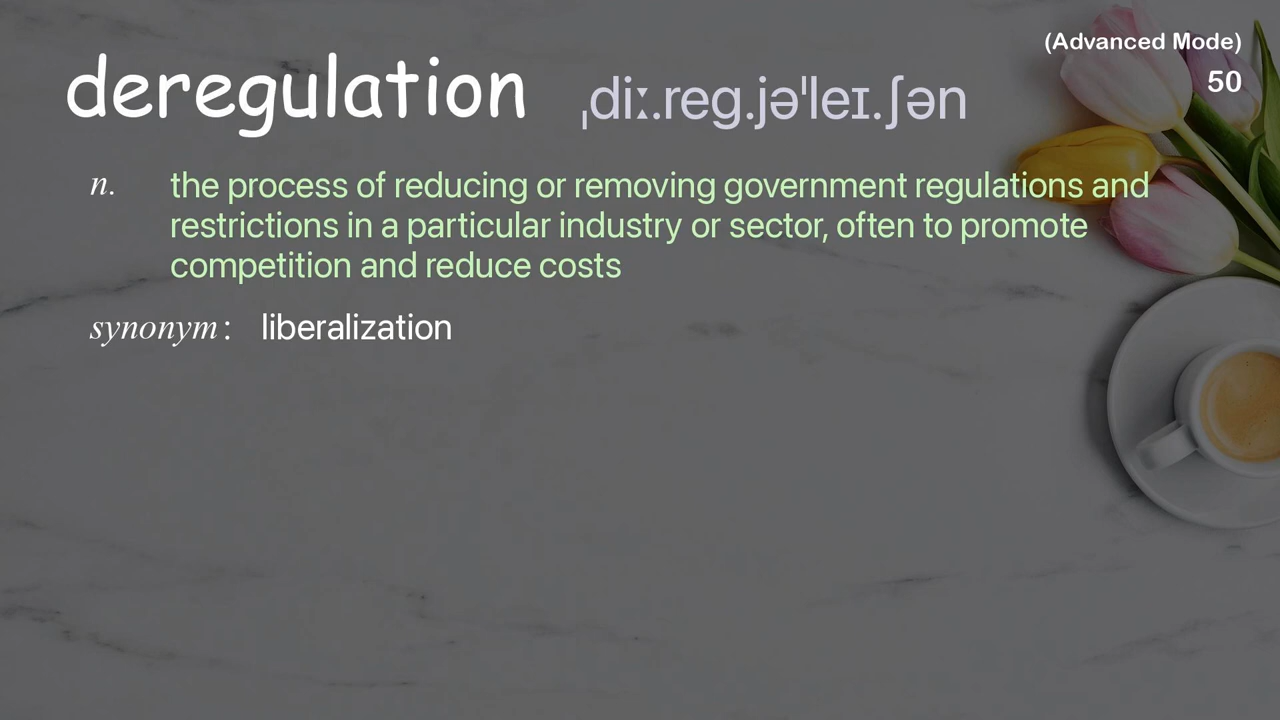 (Advanced Mode)
deregulation ˌdiː.reg.jəˈleɪ.ʃən
50
n. the process of reducing or removing government regulations and
restrictions in a particular industry or sector, often to promote
competition and reduce costs
synonym: liberalization